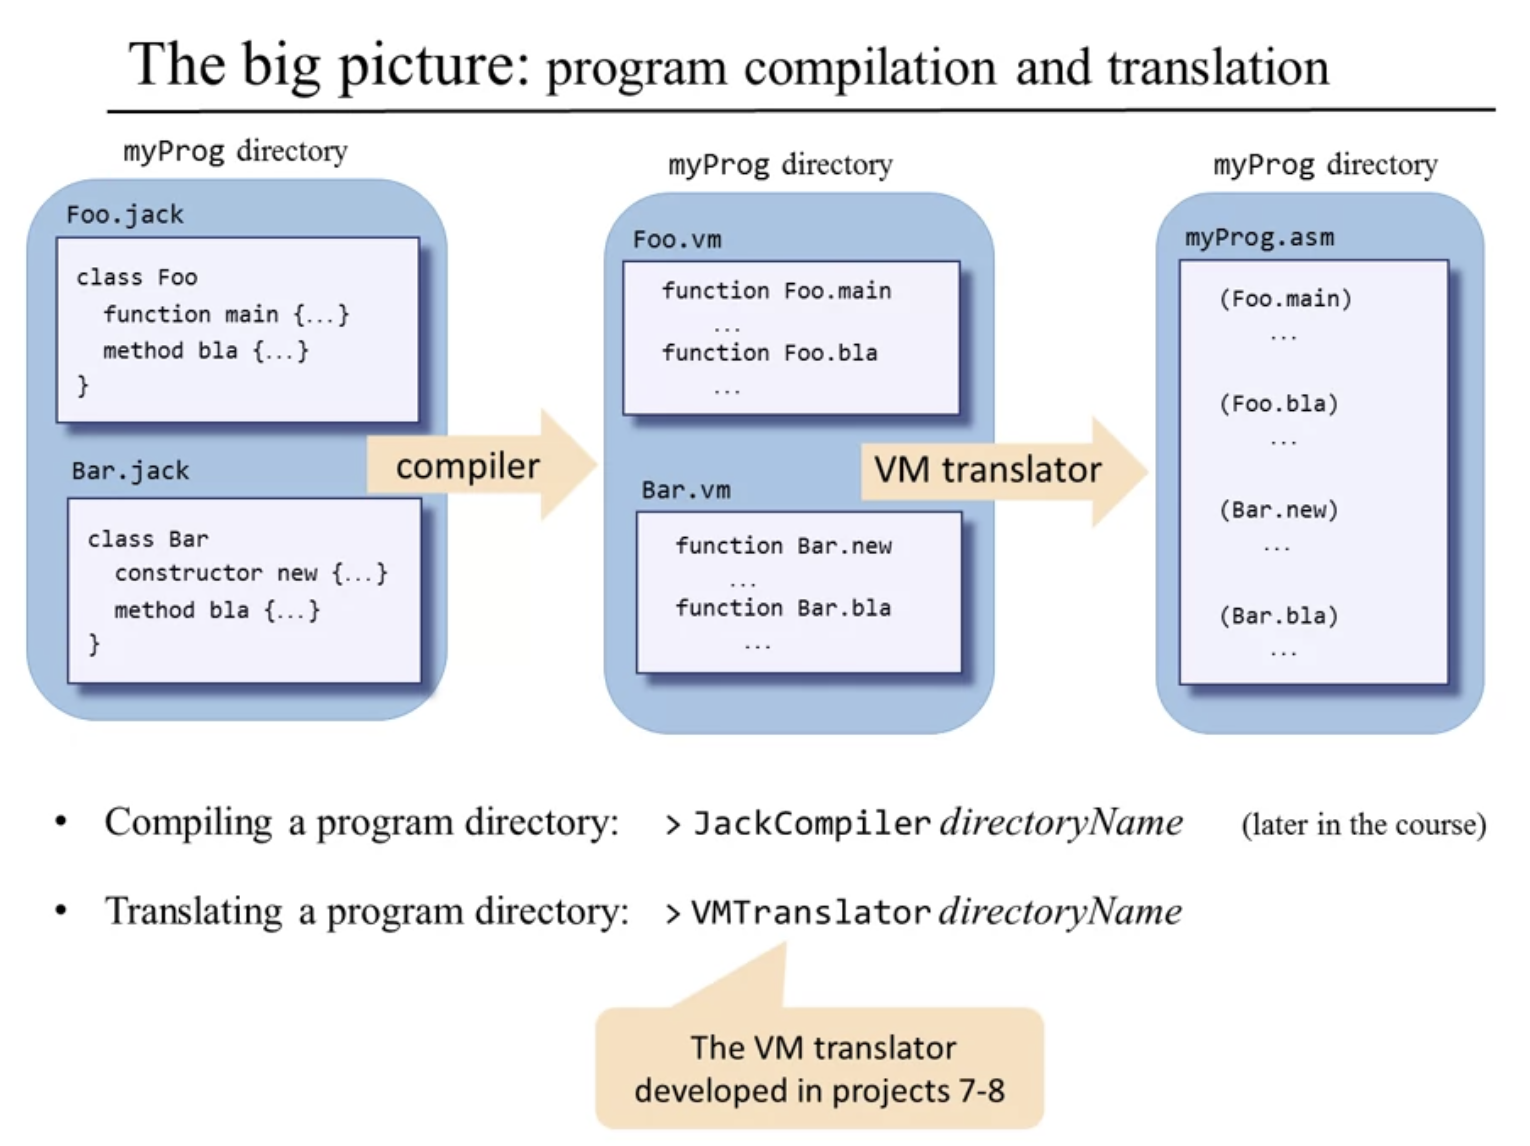 The big picture: program compilation and translation
myProg directory
Foo.jack
class Foo
function main {...}
method bla {...}
}
Bar.jack
class Bar
constructor new {...}
method bla {...}
}
compiler
myProg directory
Foo.vm
function Foo.main
...
function Foo.bla
...
Bar.vm
function Bar.new
...
function Bar.bla
...
VM translator
myProg directory
myProg.asm
(Foo.main)
...
(Foo.bla)
...
(Bar.new)
...
(Bar.bla)
...
• Compiling a program directory: > JackCompiler directoryName (later in the course)
• Translating a program directory: > VMTranslator directoryName
The VM translator
developed in projects 7-8